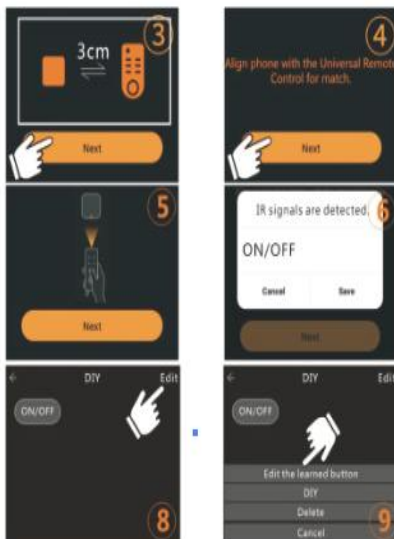 ③
3cm
Next
④
Align phone with the Universal Remote
Control for match.
Next
⑤
Next
⑥
IR signals are detected.
ON/OFF
Cancel
Save
Next
DIY
Edit
ON/OFF
⑧
DIY
Edit
ON/OFF
Edit the learned button
DIY
Delete
Cancel
⑨